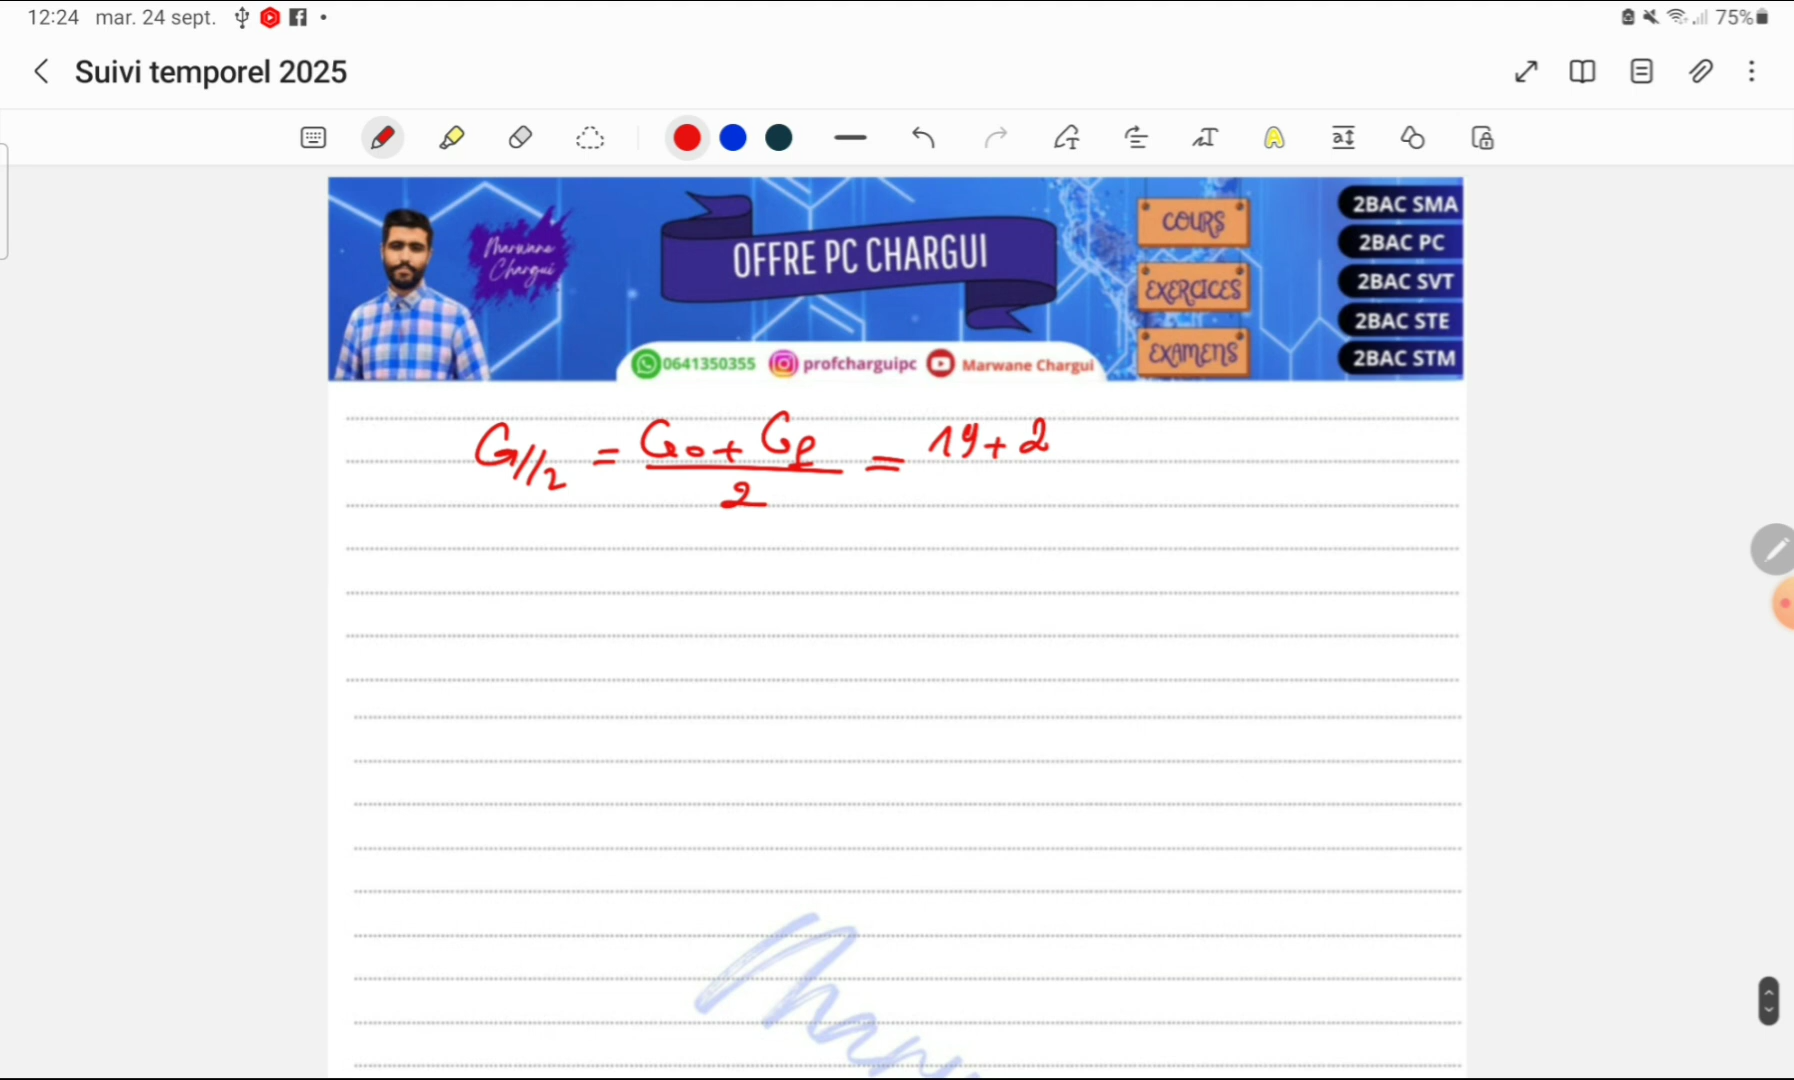 12:24 mar. 24 sept. 75%
Suivi temporel 2025
Marwane
Chargui
OFFRE PC CHARGUI
0641350355 profcharguipc Marwane Chargui
COURS
EXERCICES
EXAMENS
2BAC SMA
2BAC PC
2BAC SVT
2BAC STE
2BAC STM
G1/2 = (G0 + Gf)/2 = 19 + 2